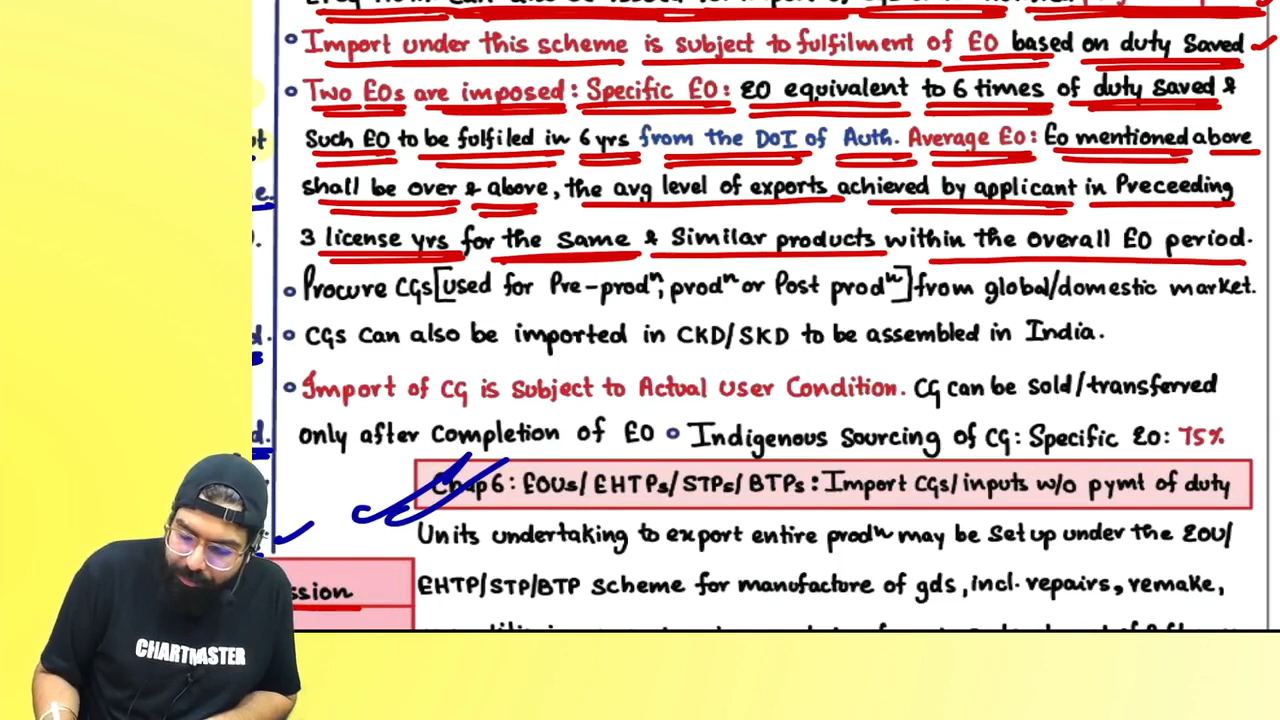 Import under this scheme is subject to fulfilment of EO based on duty saved
Two EOs are imposed: Specific EO: EO equivalent to 6 times of duty saved &
Such EO to be fulfiled in 6 yrs from the DoI of Auth. Average EO: Eo mentioned above
shall be over & above, the avg level of exports achieved by applicant in Preceeding
3 license yrs for the same & similar products within the overall EO period.
Procure CGs [used for Pre-prodⁿ, prodⁿ or Post prodⁿ] from global/domestic market.
CGs can also be imported in CKD/SKD to be assembled in India.
Import of CG is subject to Actual User Condition. CG can be sold/transferred
only after completion of EO o Indigenous sourcing of CG: Specific EO: 75%
Chap 6: EOUs/ EHTPs/ STPs/ BTPs: Import CGs/ inputs w/o pymt of duty
Units undertaking to export entire prodⁿ may be set up under the EOU/
EHTP/STP/BTP scheme for manufacture of gds, incl. repairs, remake,
ssion
CHARTMASTER